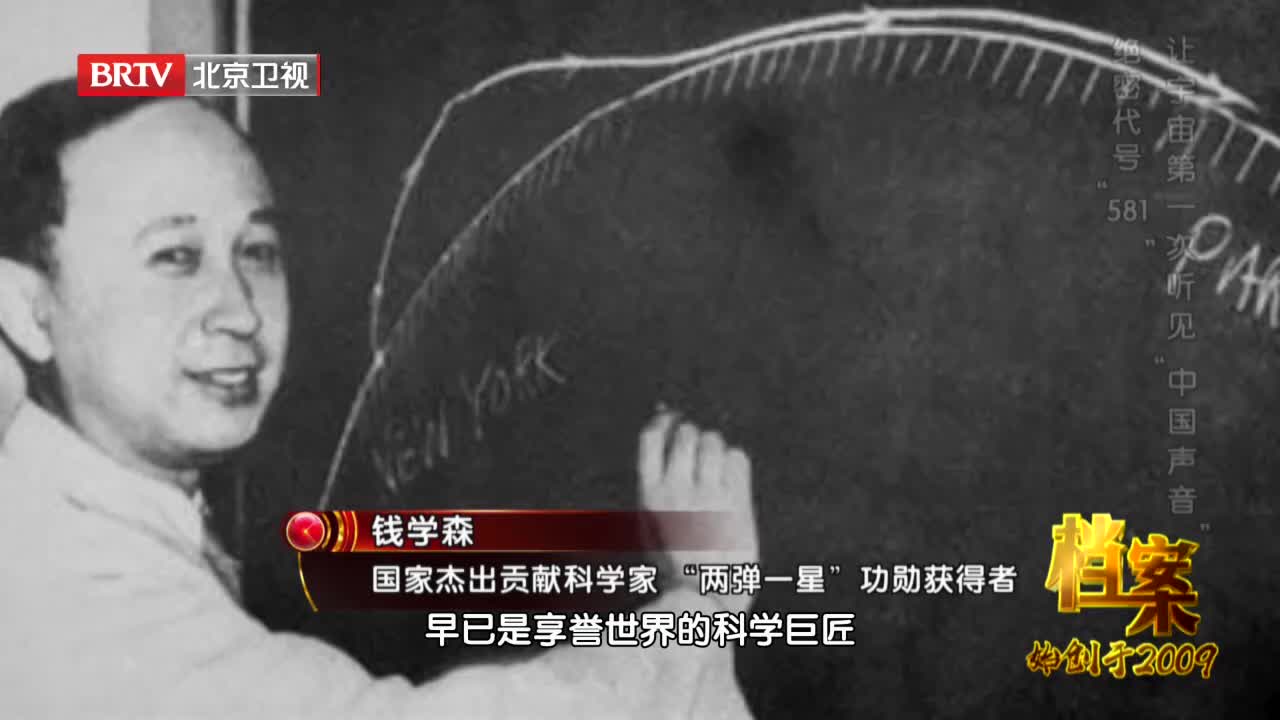 BRTV 北京卫视
让宇宙第一次听见“中国声音”
绝密代号“581”
NEW YORK
钱学森
国家杰出贡献科学家 “两弹一星”功勋获得者
早已是享誉世界的科学巨匠
档案
始创于2009